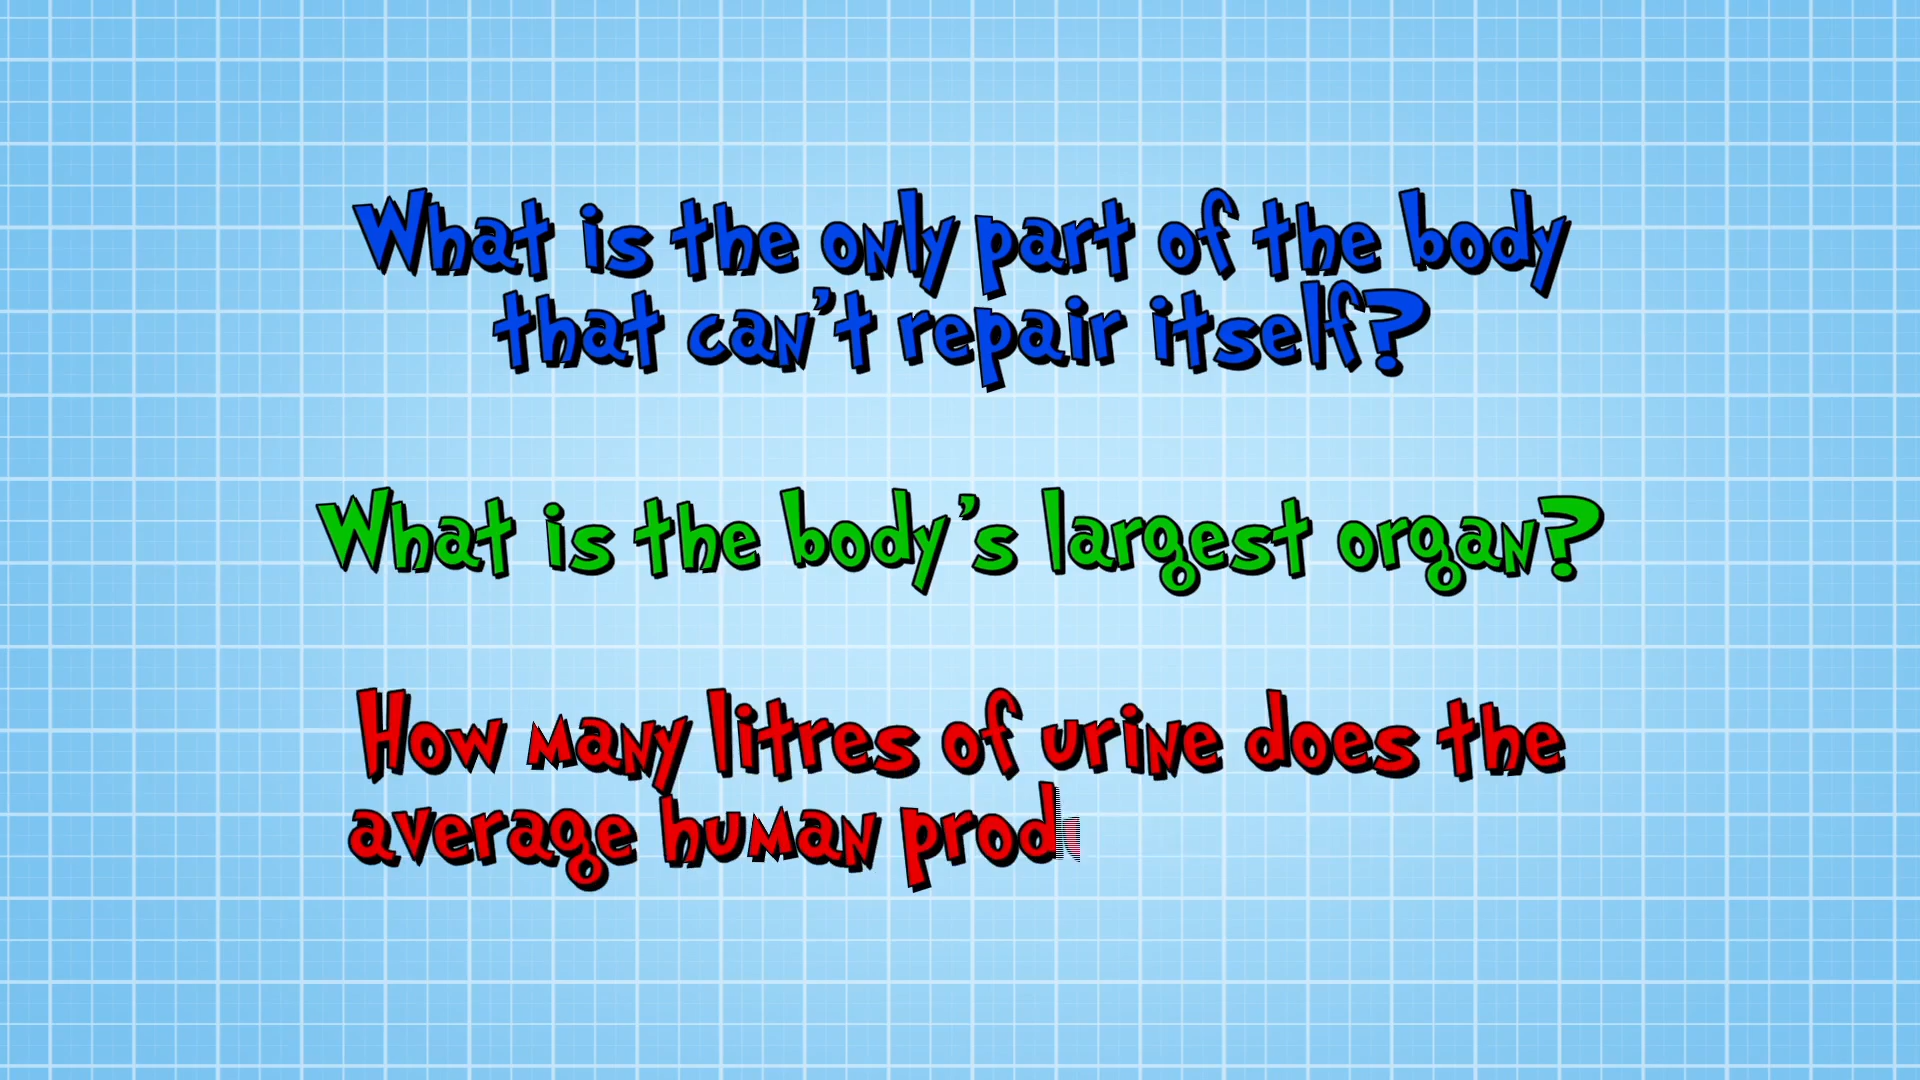 What is the only part of the body
that can't repair itself?
What is the body's largest organ?
How many litres of urine does the
average human prod